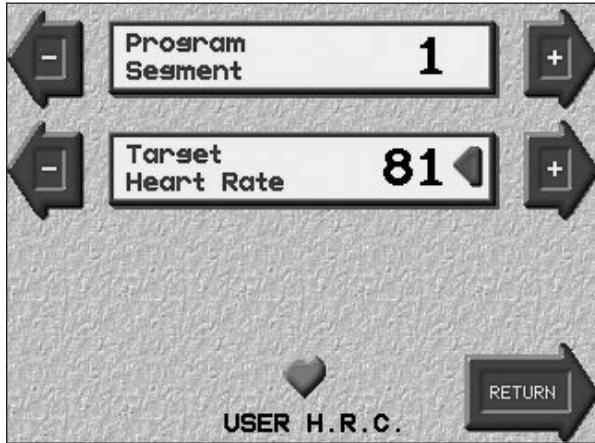 -
Program
Segment
1
+
-
Target
Heart Rate
81
+
RETURN
USER H.R.C.